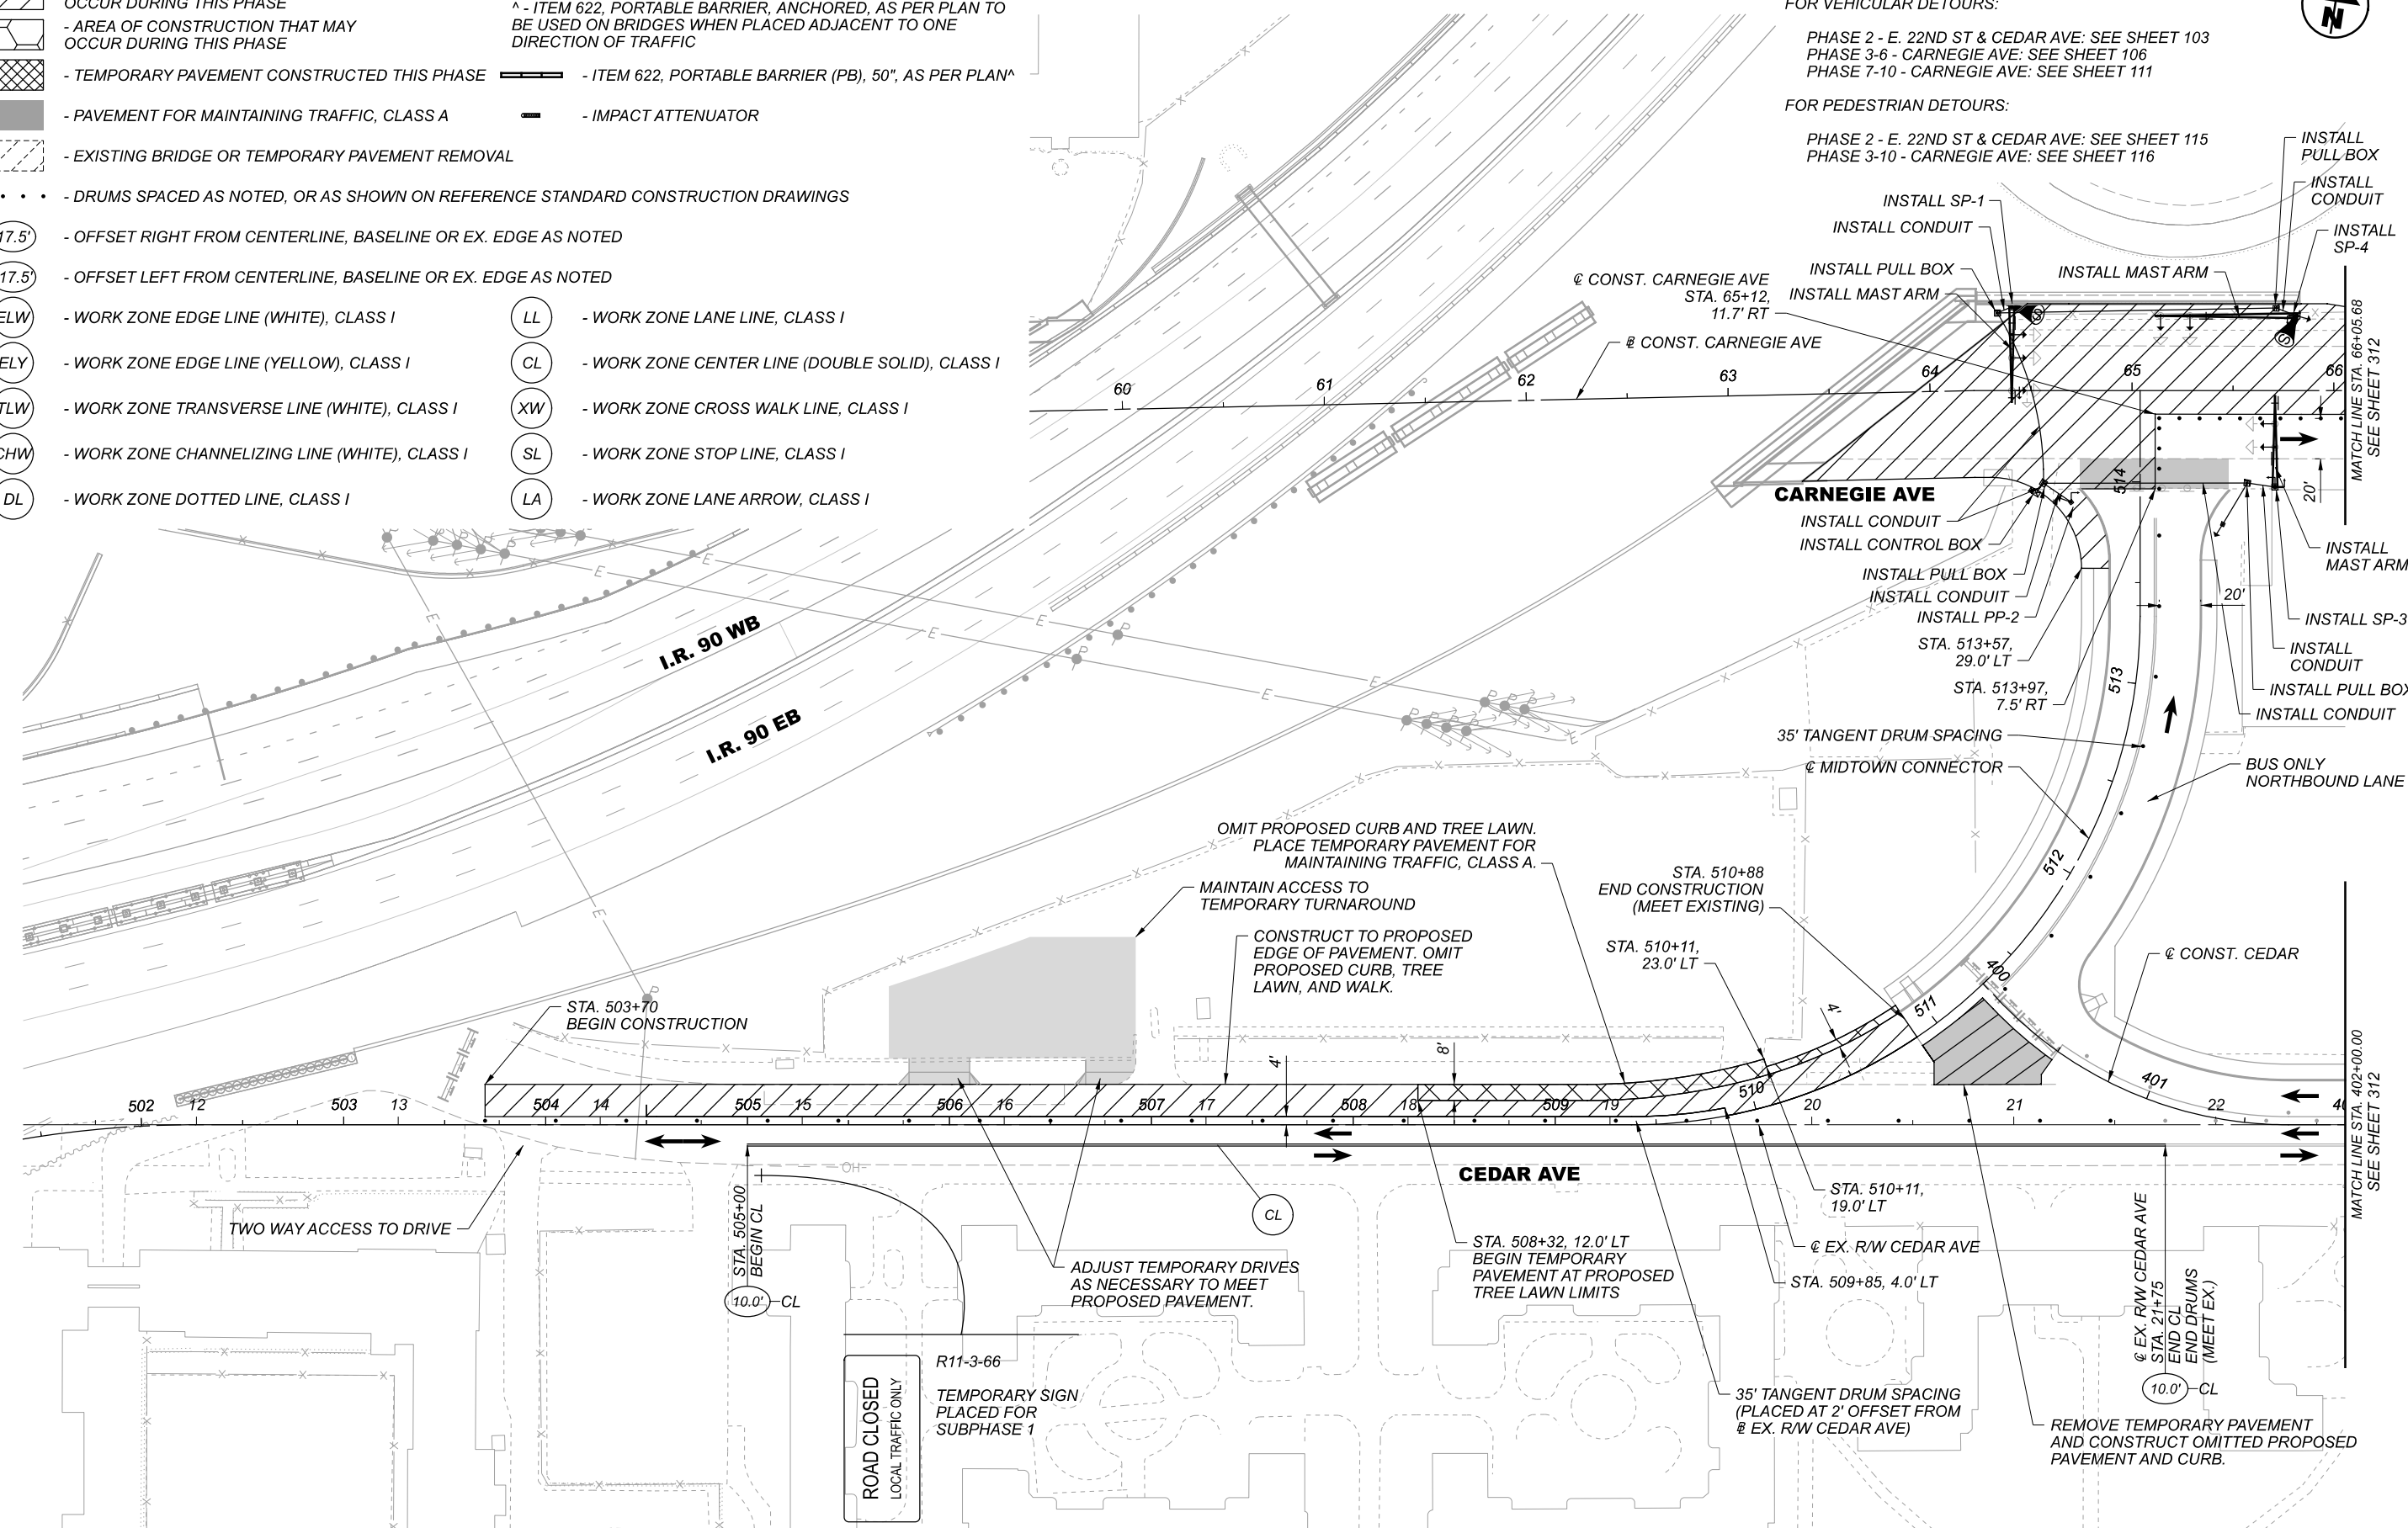 OCCUR DURING THIS PHASE
- AREA OF CONSTRUCTION THAT MAY
OCCUR DURING THIS PHASE
- TEMPORARY PAVEMENT CONSTRUCTED THIS PHASE
- PAVEMENT FOR MAINTAINING TRAFFIC, CLASS A
- EXISTING BRIDGE OR TEMPORARY PAVEMENT REMOVAL
- DRUMS SPACED AS NOTED, OR AS SHOWN ON REFERENCE STANDARD CONSTRUCTION DRAWINGS
17.5' - OFFSET RIGHT FROM CENTERLINE, BASELINE OR EX. EDGE AS NOTED
17.5' - OFFSET LEFT FROM CENTERLINE, BASELINE OR EX. EDGE AS NOTED
ELW - WORK ZONE EDGE LINE (WHITE), CLASS I
ELY - WORK ZONE EDGE LINE (YELLOW), CLASS I
TLW - WORK ZONE TRANSVERSE LINE (WHITE), CLASS I
CHW - WORK ZONE CHANNELIZING LINE (WHITE), CLASS I
DL - WORK ZONE DOTTED LINE, CLASS I
^ - ITEM 622, PORTABLE BARRIER, ANCHORED, AS PER PLAN TO
BE USED ON BRIDGES WHEN PLACED ADJACENT TO ONE
DIRECTION OF TRAFFIC
- ITEM 622, PORTABLE BARRIER (PB), 50", AS PER PLAN^
- IMPACT ATTENUATOR
LL - WORK ZONE LANE LINE, CLASS I
CL - WORK ZONE CENTER LINE (DOUBLE SOLID), CLASS I
XW - WORK ZONE CROSS WALK LINE, CLASS I
SL - WORK ZONE STOP LINE, CLASS I
LA - WORK ZONE LANE ARROW, CLASS I
FOR VEHICULAR DETOURS:
PHASE 2 - E. 22ND ST & CEDAR AVE: SEE SHEET 103
PHASE 3-6 - CARNEGIE AVE: SEE SHEET 106
PHASE 7-10 - CARNEGIE AVE: SEE SHEET 111
FOR PEDESTRIAN DETOURS:
PHASE 2 - E. 22ND ST & CEDAR AVE: SEE SHEET 115
PHASE 3-10 - CARNEGIE AVE: SEE SHEET 116
N
INSTALL
PULL BOX
INSTALL
CONDUIT
INSTALL
SP-4
INSTALL SP-1
INSTALL CONDUIT
INSTALL PULL BOX
INSTALL MAST ARM
INSTALL MAST ARM
℄ CONST. CARNEGIE AVE
STA. 65+12,
11.7' RT
℄ CONST. CARNEGIE AVE
60
61
62
63
64
65
66
S
S
MATCH LINE STA. 66+05.68
SEE SHEET 312
20'
514
CARNEGIE AVE
INSTALL CONDUIT
INSTALL CONTROL BOX
INSTALL PULL BOX
INSTALL CONDUIT
INSTALL PP-2
STA. 513+57,
29.0' LT
STA. 513+97,
7.5' RT
35' TANGENT DRUM SPACING
℄ MIDTOWN CONNECTOR
INSTALL
MAST ARM
20'
INSTALL SP-3
INSTALL
CONDUIT
INSTALL PULL BOX
INSTALL CONDUIT
BUS ONLY
NORTHBOUND LANE
513
512
511
510
400
401
I.R. 90 WB
I.R. 90 EB
E
E
E
E
E
E
E
E
P
P
P
OMIT PROPOSED CURB AND TREE LAWN.
PLACE TEMPORARY PAVEMENT FOR
MAINTAINING TRAFFIC, CLASS A.
MAINTAIN ACCESS TO
TEMPORARY TURNAROUND
CONSTRUCT TO PROPOSED
EDGE OF PAVEMENT. OMIT
PROPOSED CURB, TREE
LAWN, AND WALK.
STA. 510+88
END CONSTRUCTION
(MEET EXISTING)
STA. 510+11,
23.0' LT
℄ CONST. CEDAR
STA. 503+70
BEGIN CONSTRUCTION
4'
8'
4'
502
12
503
13
504
14
505
15
506
16
507
17
508
18
509
19
20
21
22
MATCH LINE STA. 402+00.00
SEE SHEET 312
OH
CEDAR AVE
TWO WAY ACCESS TO DRIVE
STA. 505+00
BEGIN CL
10.0' CL
CL
ADJUST TEMPORARY DRIVES
AS NECESSARY TO MEET
PROPOSED PAVEMENT.
STA. 508+32, 12.0' LT
BEGIN TEMPORARY
PAVEMENT AT PROPOSED
TREE LAWN LIMITS
STA. 510+11,
19.0' LT
℄ EX. R/W CEDAR AVE
STA. 509+85, 4.0' LT
℄ EX. R/W CEDAR AVE
STA. 21+75
END CL
END DRUMS
(MEET EX.)
10.0' CL
ROAD CLOSED
LOCAL TRAFFIC ONLY
R11-3-66
TEMPORARY SIGN
PLACED FOR
SUBPHASE 1
35' TANGENT DRUM SPACING
(PLACED AT 2' OFFSET FROM
℄ EX. R/W CEDAR AVE)
REMOVE TEMPORARY PAVEMENT
AND CONSTRUCT OMITTED PROPOSED
PAVEMENT AND CURB.